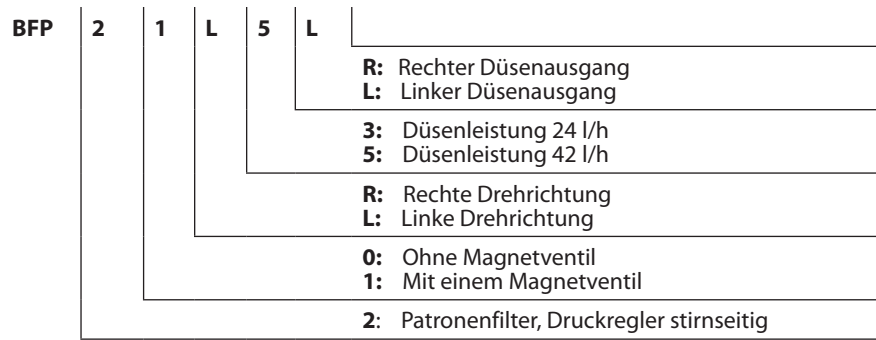 BFP 2 1 L 5 L
R: Rechter Düsenausgang
L: Linker Düsenausgang
3: Düsenleistung 24 l/h
5: Düsenleistung 42 l/h
R: Rechte Drehrichtung
L: Linke Drehrichtung
0: Ohne Magnetventil
1: Mit einem Magnetventil
2: Patronenfilter, Druckregler stirnseitig